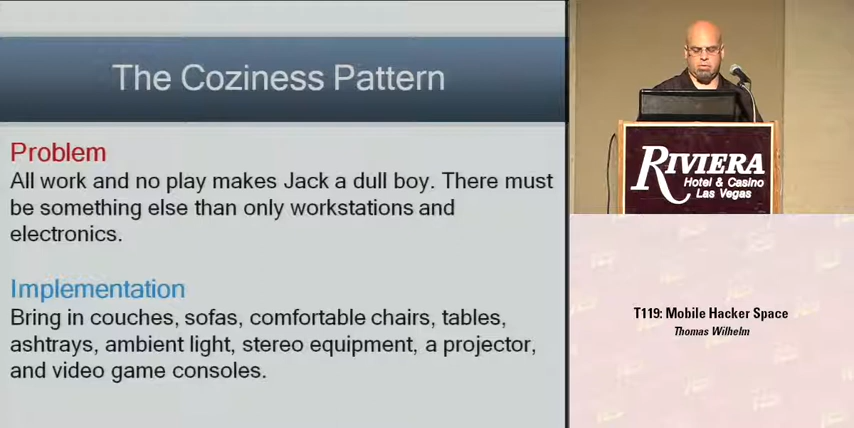 The Coziness Pattern
Problem
All work and no play makes Jack a dull boy. There must
be something else than only workstations and
electronics.
Implementation
Bring in couches, sofas, comfortable chairs, tables,
ashtrays, ambient light, stereo equipment, a projector,
and video game consoles.
RIVIERA
Hotel & Casino
Las Vegas
T119: Mobile Hacker Space
Thomas Wilhelm